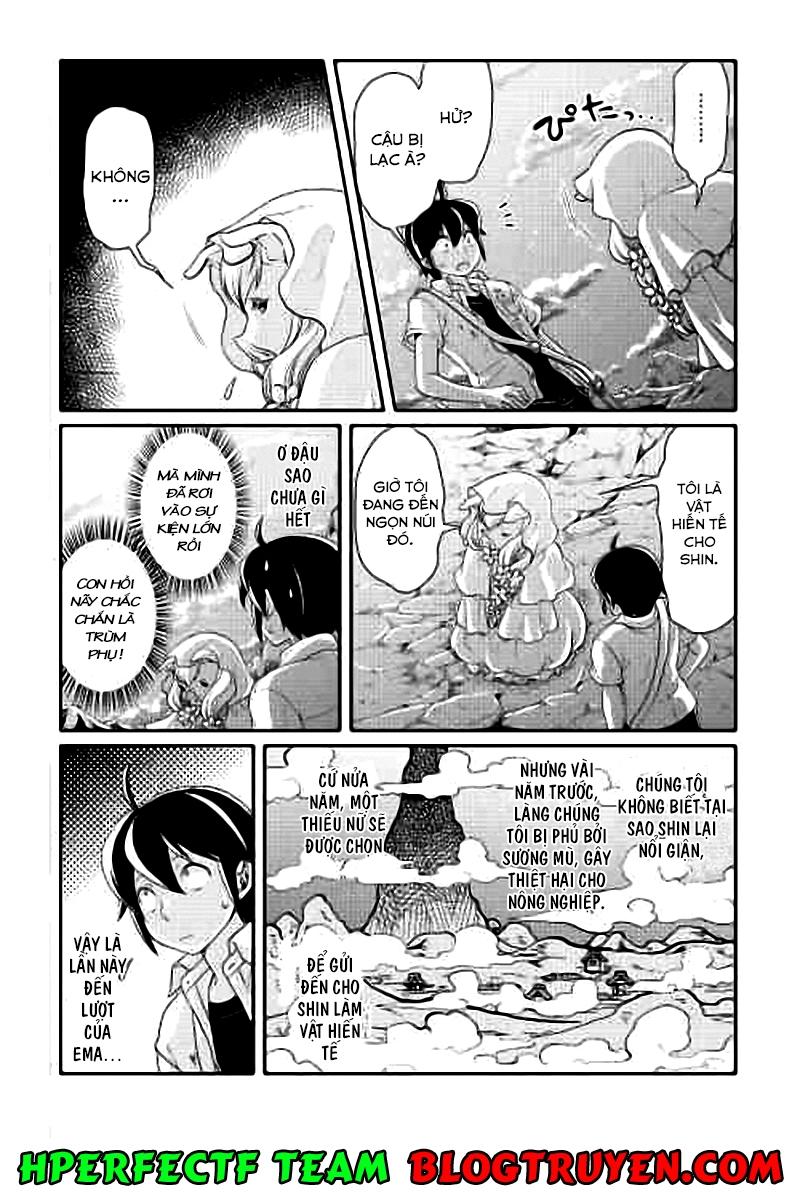 ………
ぴたっ…
HỬ?
CẬU BỊ
LẠC À?
KHÔNG
...
TÔI LÀ
VẬT
HIẾN TẾ
CHO
SHIN.
GIỜ TÔI
ĐANG ĐẾN
NGỌN NÚI
ĐÓ.
Ơ ĐẬU
SAO
CHƯA GÌ
HẾT
MÀ MÌNH
ĐÃ RƠI
VÀO SỰ
KIỆN LỚN
RỒI
CON HỒI
NÃY CHẮC
CHẮN LÀ
TRÙM
PHỤ!
CHÚNG TÔI
KHÔNG BIẾT TẠI
SAO SHIN LẠI
NỔI GIẬN,
NHƯNG VÀI
NĂM TRƯỚC,
LÀNG CHÚNG
TÔI BỊ PHỦ BỞI
SƯƠNG MÙ, GÂY
THIỆT HẠI CHO
NÔNG NGHIỆP.
CỨ NỬA
NĂM, MỘT
THIẾU NỮ SẼ
ĐƯỢC CHỌN
ĐỂ GỬI
ĐẾN CHO
SHIN LÀM
VẬT HIẾN
TẾ
VẬY LÀ
LẦN NÀY
ĐẾN
LƯỢT
CỦA
EMA...
HPERFECTF TEAM BLOGTRUYEN.COM